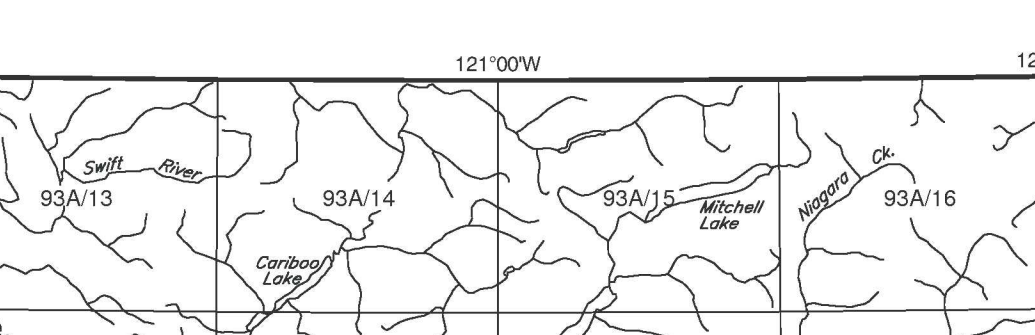 121°00'W
12
Swift River
Ck.
93A/13
93A/14
93A/15
Niagara
93A/16
Mitchell
Lake
Cariboo
Lake